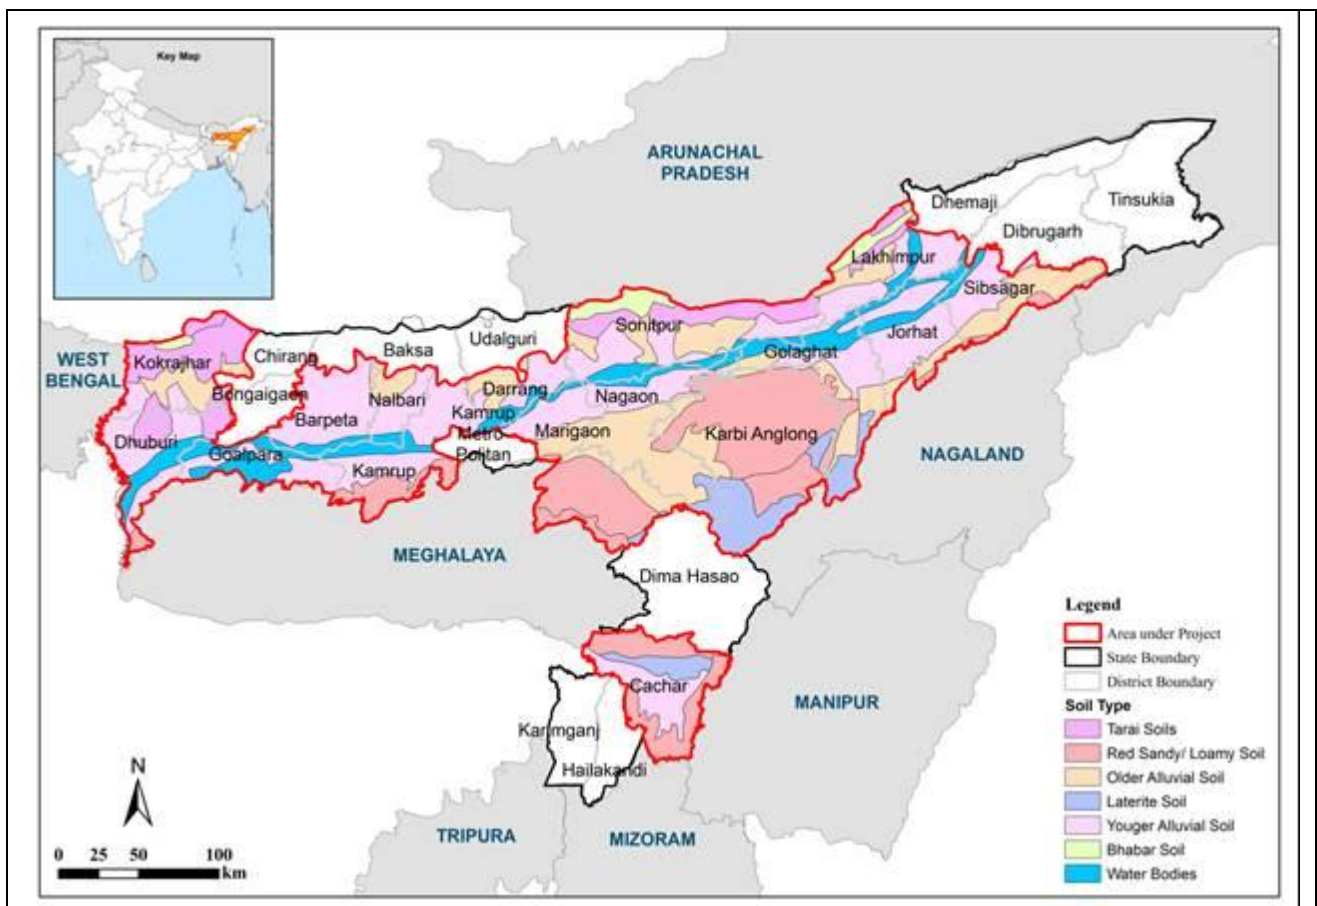 Key Map
ARUNACHAL
PRADESH
Tinsukia
Dhemaji
Dibrugarh
Lakhimpur
Sibsagar
Sonitpur
Jorhat
Udalguri
Golaghat
Baksa
Chirang
WEST
BENGAL
Kokrajhar
Bongaigaon
Nalbari
Darrang
Nagaon
Barpeta
Kamrup
Metro
Politan
Marigaon
Karbi Anglong
Dhuburi
Goalpara
Kamrup
NAGALAND
MEGHALAYA
Dima Hasao
Cachar
MANIPUR
Karimganj
Hailakandi
TRIPURA
MIZORAM
N
0 25 50 100
km
Legend
Area under Project
State Boundary
District Boundary
Soil Type
Tarai Soils
Red Sandy/ Loamy Soil
Older Alluvial Soil
Laterite Soil
Youger Alluvial Soil
Bhabar Soil
Water Bodies